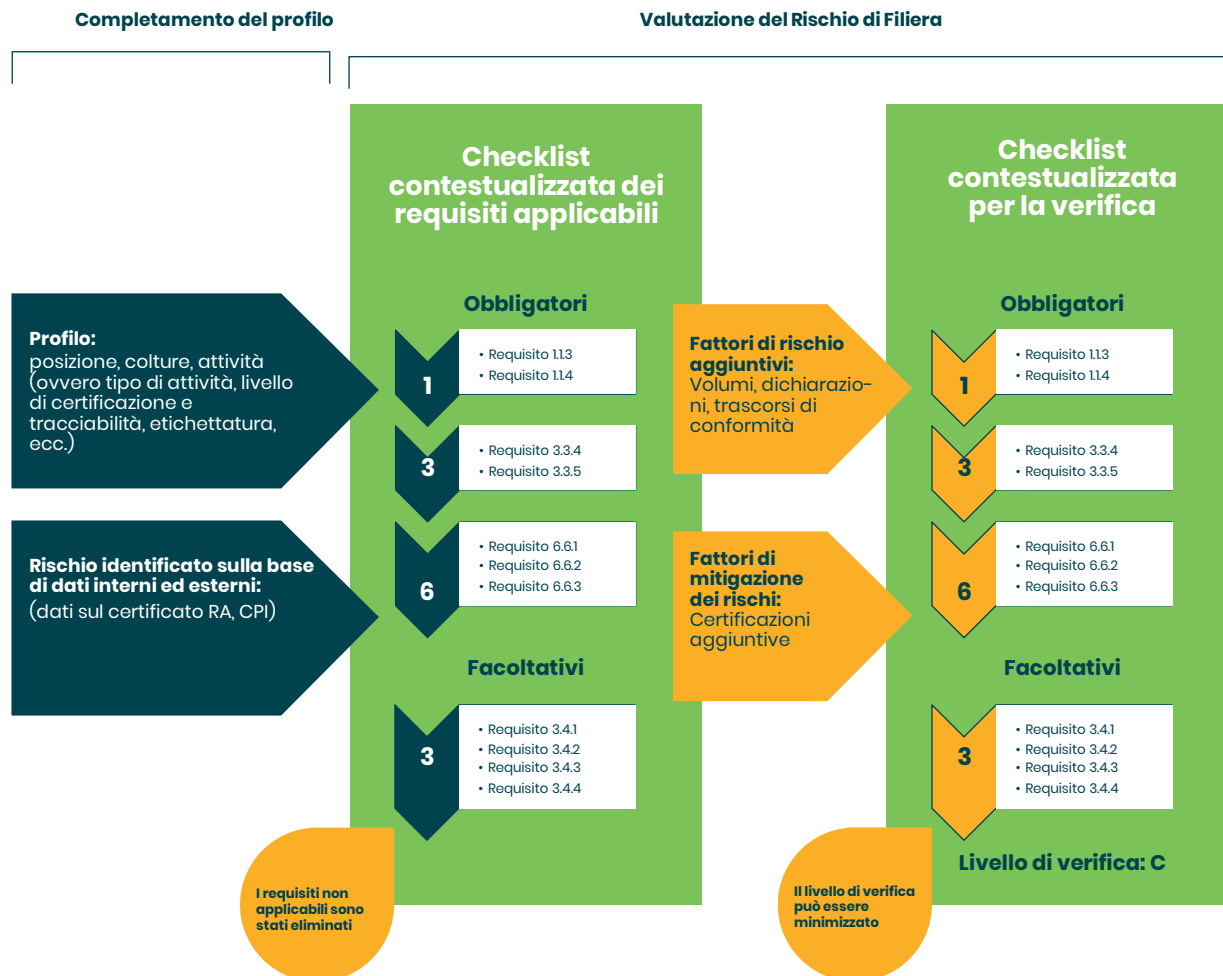 Completamento del profilo
Valutazione del Rischio di Filiera
Profilo:
posizione, colture, attività
(ovvero tipo di attività, livello
di certificazione e
tracciabilità, etichettatura,
ecc.)
Rischio identificato sulla base
di dati interni ed esterni:
(dati sul certificato RA, CPI)
Checklist
contestualizzata dei
requisiti applicabili
Obbligatori
1
• Requisito 1.1.3
• Requisito 1.1.4
3
• Requisito 3.3.4
• Requisito 3.3.5
6
• Requisito 6.6.1
• Requisito 6.6.2
• Requisito 6.6.3
Facoltativi
3
• Requisito 3.4.1
• Requisito 3.4.2
• Requisito 3.4.3
• Requisito 3.4.4
I requisiti non
applicabili sono
stati eliminati
Fattori di rischio
aggiuntivi:
Volumi, dichiarazio-
ni, trascorsi di
conformità
Fattori di
mitigazione
dei rischi:
Certificazioni
aggiuntive
Checklist
contestualizzata
per la verifica
Obbligatori
1
• Requisito 1.1.3
• Requisito 1.1.4
3
• Requisito 3.3.4
• Requisito 3.3.5
6
• Requisito 6.6.1
• Requisito 6.6.2
• Requisito 6.6.3
Facoltativi
3
• Requisito 3.4.1
• Requisito 3.4.2
• Requisito 3.4.3
• Requisito 3.4.4
Livello di verifica: C
Il livello di verifica
può essere
minimizzato